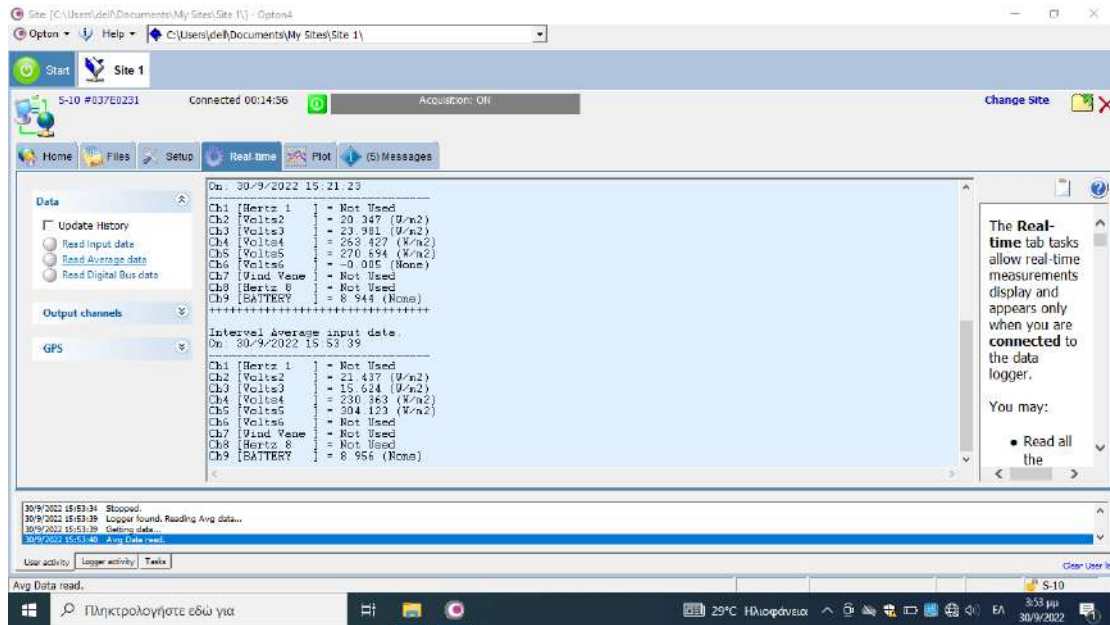 Site: [C:\Users\dell\Documents\My Sites\Site 1\] - Opton4
Opton Help C:\Users\dell\Documents\My Sites\Site 1\
Start Site 1
S-10 #037E0231 Connected 00:14:56 Acquisition: ON Change Site
Home Files Setup Real-time Plot (5) Messages
Data
Update History
Read Input data
Read Average data
Read Digital Bus data
Output channels
GPS
On: 30/9/2022 15:21:23
Ch1 [Hertz 1 ] = Not Used
Ch2 [Volts2 ] = 20.347 (W/m2)
Ch3 [Volts3 ] = 23.981 (W/m2)
Ch4 [Volts4 ] = 263.427 (W/m2)
Ch5 [Volts5 ] = 270.694 (W/m2)
Ch6 [Volts6 ] = -0.005 (None)
Ch7 [Wind Vane ] = Not Used
Ch8 [Hertz 8 ] = Not Used
Ch9 [BATTERY ] = 8.944 (None)
++++++++++++++++++++++++++++++++
Interval Average input data.
On: 30/9/2022 15:53:39
Ch1 [Hertz 1 ] = Not Used
Ch2 [Volts2 ] = 21.437 (W/m2)
Ch3 [Volts3 ] = 15.624 (W/m2)
Ch4 [Volts4 ] = 230.363 (W/m2)
Ch5 [Volts5 ] = 304.123 (W/m2)
Ch6 [Volts6 ] = Not Used
Ch7 [Wind Vane ] = Not Used
Ch8 [Hertz 8 ] = Not Used
Ch9 [BATTERY ] = 8.956 (None)
The Real-
time tab tasks
allow real-time
measurements
display and
appears only
when you are
connected to
the data
logger.
You may:
• Read all
the
30/9/2022 15:53:34 Stopped.
30/9/2022 15:53:39 Logger found. Reading Avg data...
30/9/2022 15:53:39 Getting data...
30/9/2022 15:53:40 Avg Data read.
User activity Logger activity Tasks Clear User
Avg Data read. S-10
Πληκτρολογήστε εδώ για 29°C Ηλιοφάνεια ΕΛ 3:53 μμ
30/9/2022